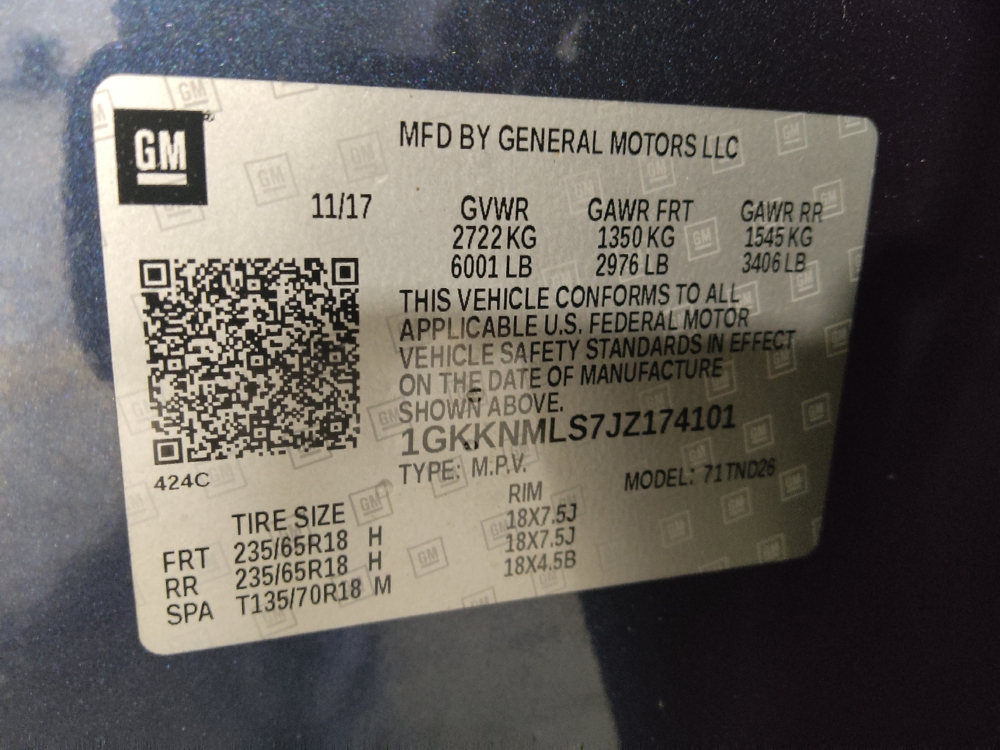 GM
MFD BY GENERAL MOTORS LLC
11/17 GVWR GAWR FRT GAWR RR
2722 KG 1350 KG 1545 KG
6001 LB 2976 LB 3406 LB
THIS VEHICLE CONFORMS TO ALL
APPLICABLE U.S. FEDERAL MOTOR
VEHICLE SAFETY STANDARDS IN EFFECT
ON THE DATE OF MANUFACTURE
SHOWN ABOVE.
1GKKNMLS7JZ174101
424C
TYPE: M.P.V. MODEL: 71TND26
TIRE SIZE RIM
FRT 235/65R18 H 18X7.5J
RR 235/65R18 H 18X7.5J
SPA T135/70R18 M 18X4.5B